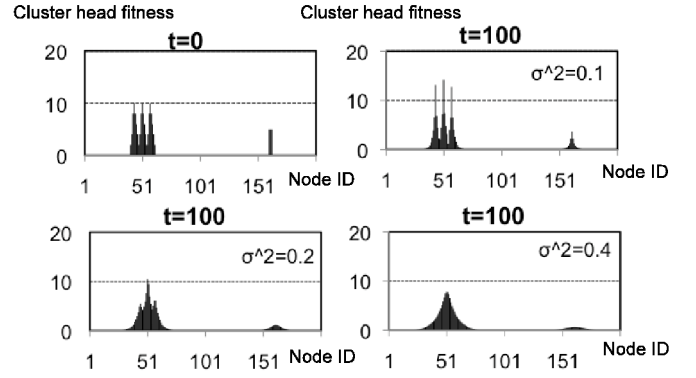 Cluster head fitness
Cluster head fitness
t=0
t=100
20
10
0
1 51 101 151 Node ID
σ^2=0.1
20
10
0
1 51 101 151 Node ID
t=100
t=100
σ^2=0.2
20
10
0
1 51 101 151 Node ID
σ^2=0.4
20
10
0
1 51 101 151 Node ID